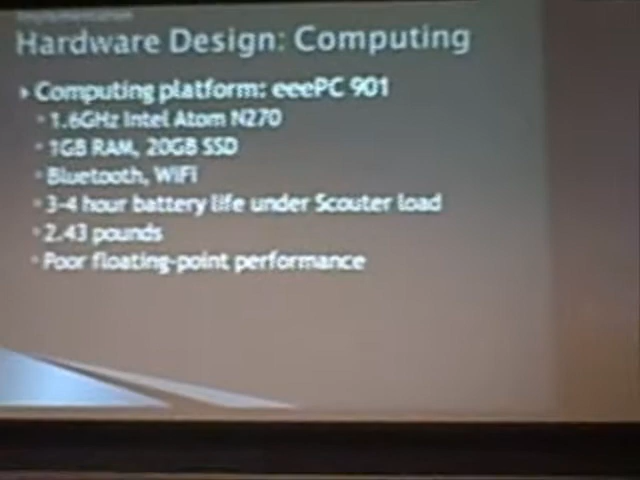 Implementation
Hardware Design: Computing
Computing platform: eeePC 901
1.6GHz Intel Atom N270
1GB RAM, 20GB SSD
Bluetooth, WiFi
3-4 hour battery life under Scouter load
2.43 pounds
Poor floating-point performance